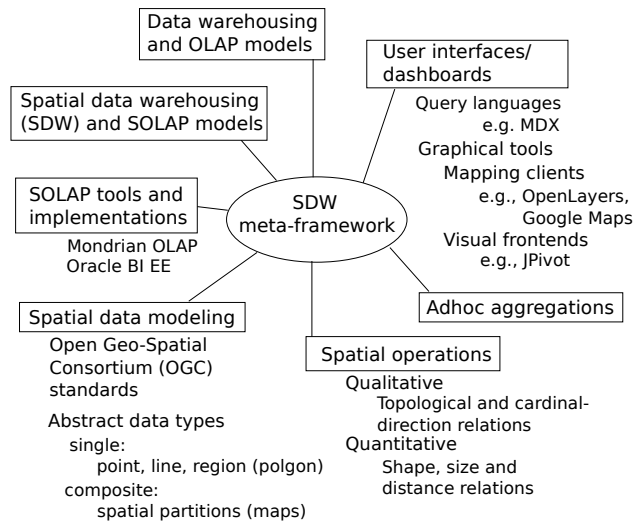 Data warehousing
and OLAP models
User interfaces/
dashboards
Query languages
e.g. MDX
Graphical tools
Mapping clients
e.g., OpenLayers,
Google Maps
Visual frontends
e.g., JPivot
Spatial data warehousing
(SDW) and SOLAP models
SDW
meta-framework
SOLAP tools and
implementations
Mondrian OLAP
Oracle BI EE
Adhoc aggregations
Spatial data modeling
Open Geo-Spatial
Consortium (OGC)
standards
Abstract data types
single:
point, line, region (polgon)
composite:
spatial partitions (maps)
Spatial operations
Qualitative
Topological and cardinal-
direction relations
Quantitative
Shape, size and
distance relations